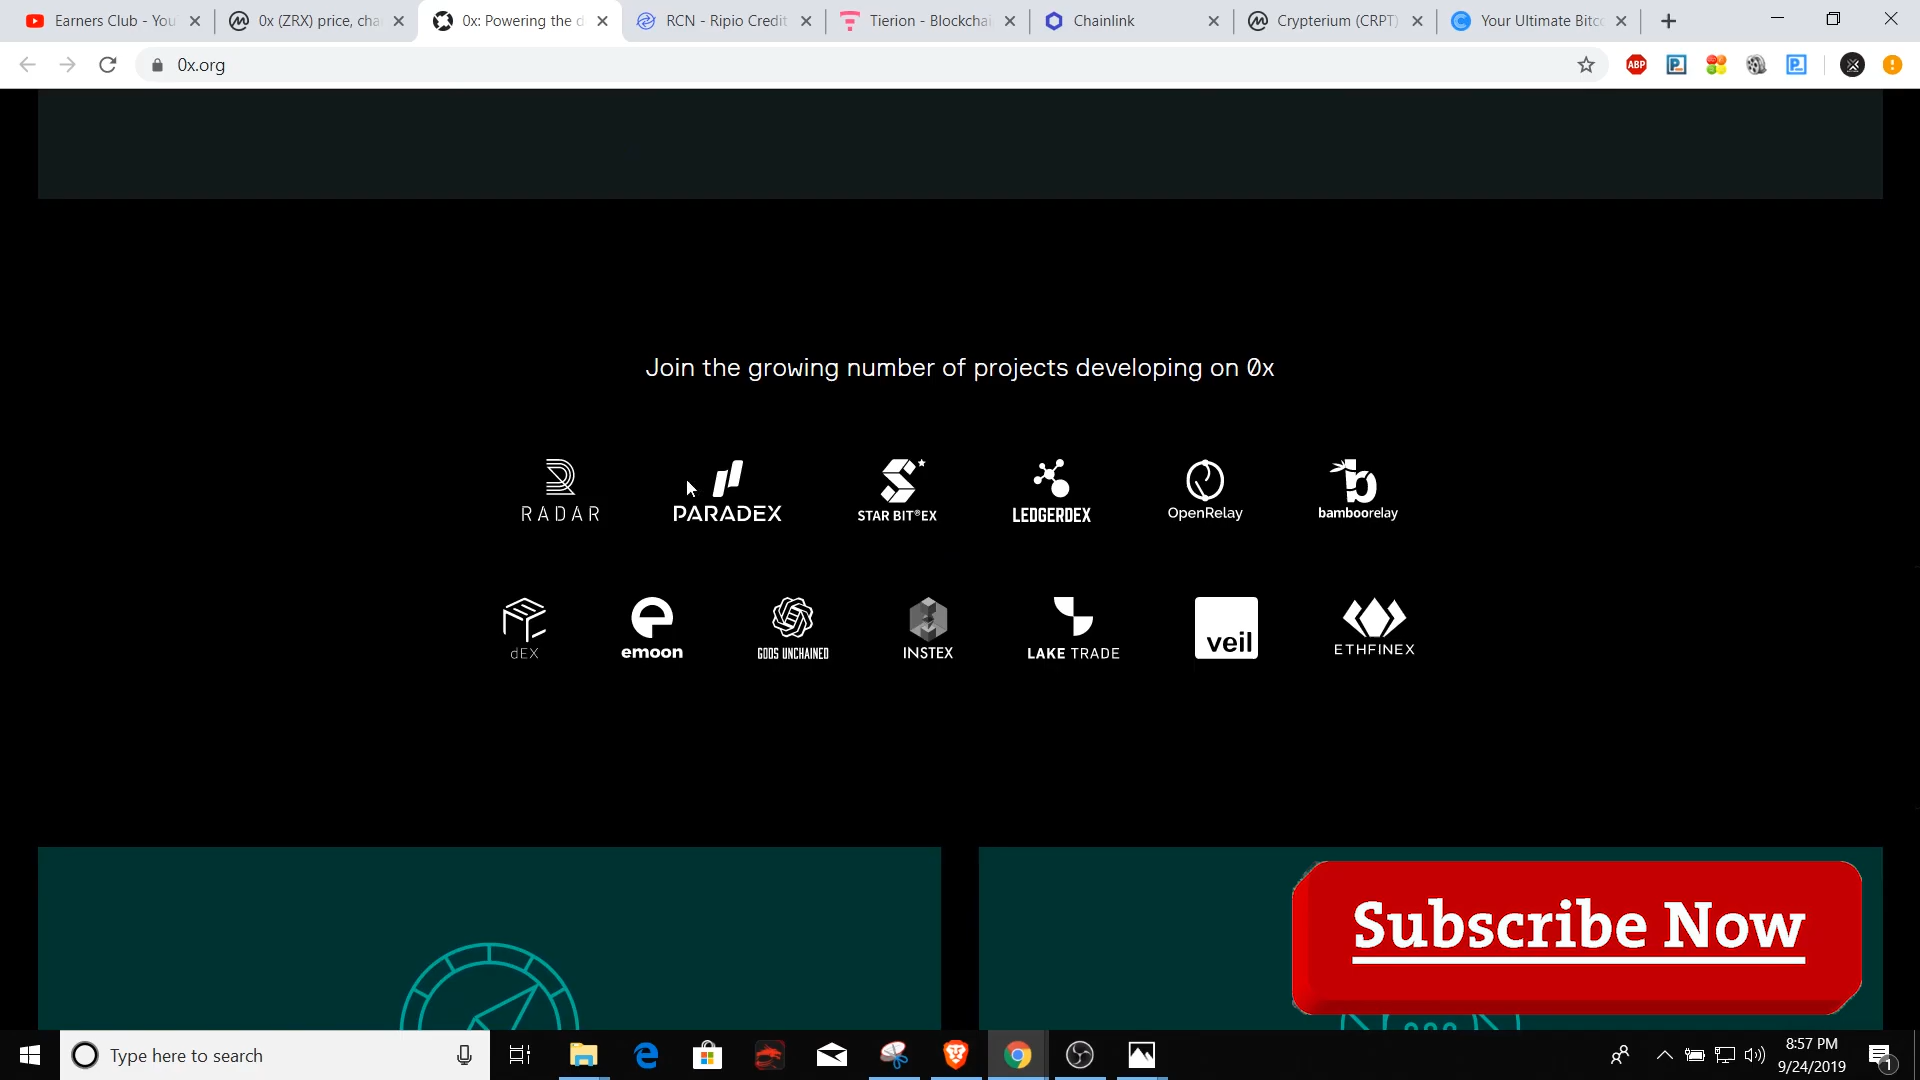 Earners Club - You
0x (ZRX) price, cha
0x: Powering the d
RCN - Ripio Credit
Tierion - Blockchai
Chainlink
Crypterium (CRPT)
Your Ultimate Bitc
0x.org
ABP
Join the growing number of projects developing on 0x
RADAR
PARADEX
STAR BIT®EX
LEDGERDEX
OpenRelay
bamboorelay
dEX
emoon
GODS UNCHAINED
INSTEX
LAKE TRADE
veil
ETHFINEX
Subscribe Now
Type here to search
8:57 PM
9/24/2019
1